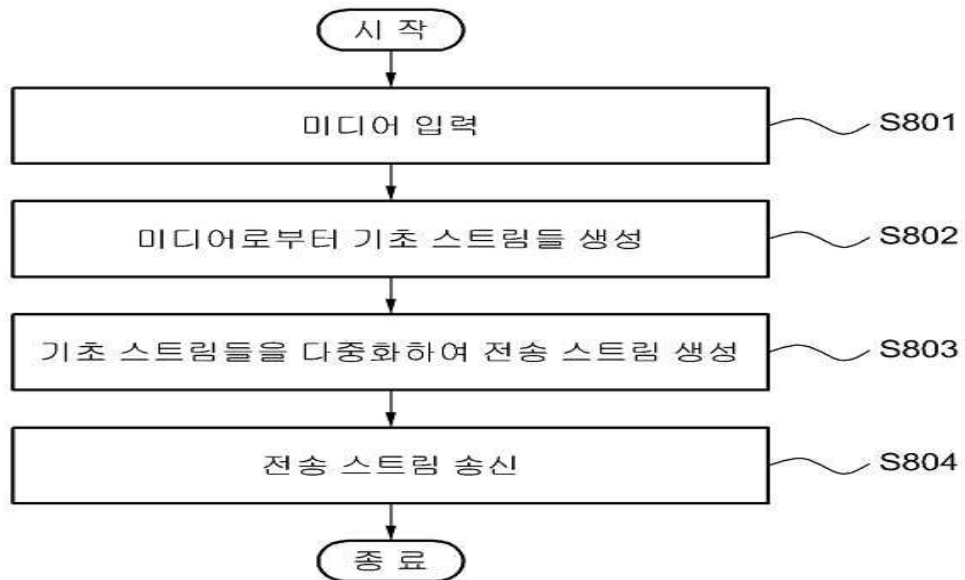 시 작
미디어 입력
S801
미디어로부터 기초 스트림들 생성
S802
기초 스트림들을 다중화하여 전송 스트림 생성
S803
전송 스트림 송신
S804
종 료